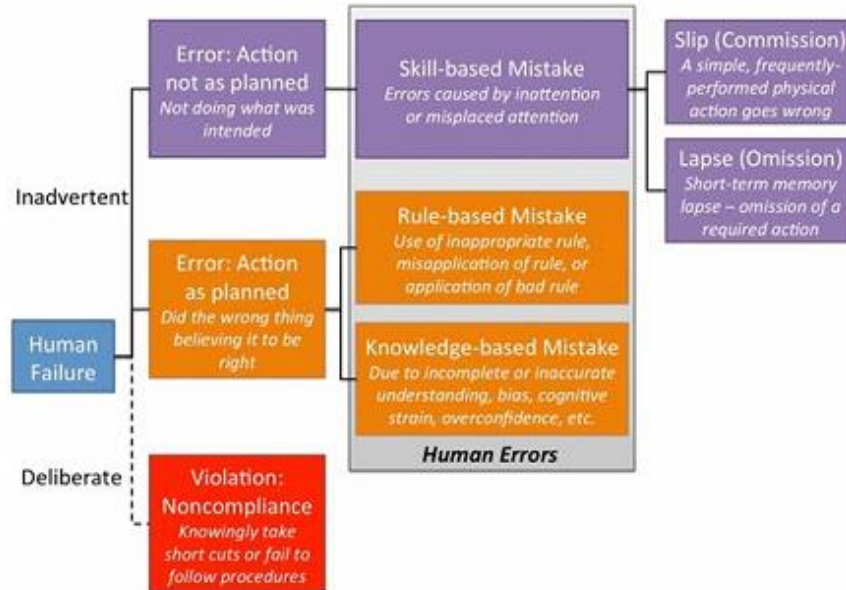 Error: Action
not as planned
Not doing what was
intended
Skill-based Mistake
Errors caused by inattention
or misplaced attention
Slip (Commission)
A simple, frequently-
performed physical
action goes wrong
Lapse (Omission)
Short-term memory
lapse – omission of a
required action
Inadvertent
Error: Action
as planned
Did the wrong thing
believing it to be
right
Rule-based Mistake
Use of inappropriate rule,
misapplication of rule, or
application of bad rule
Knowledge-based Mistake
Due to incomplete or inaccurate
understanding, bias, cognitive
strain, overconfidence, etc.
Human Errors
Human
Failure
Deliberate
Violation:
Noncompliance
Knowingly take
short cuts or fail to
follow procedures